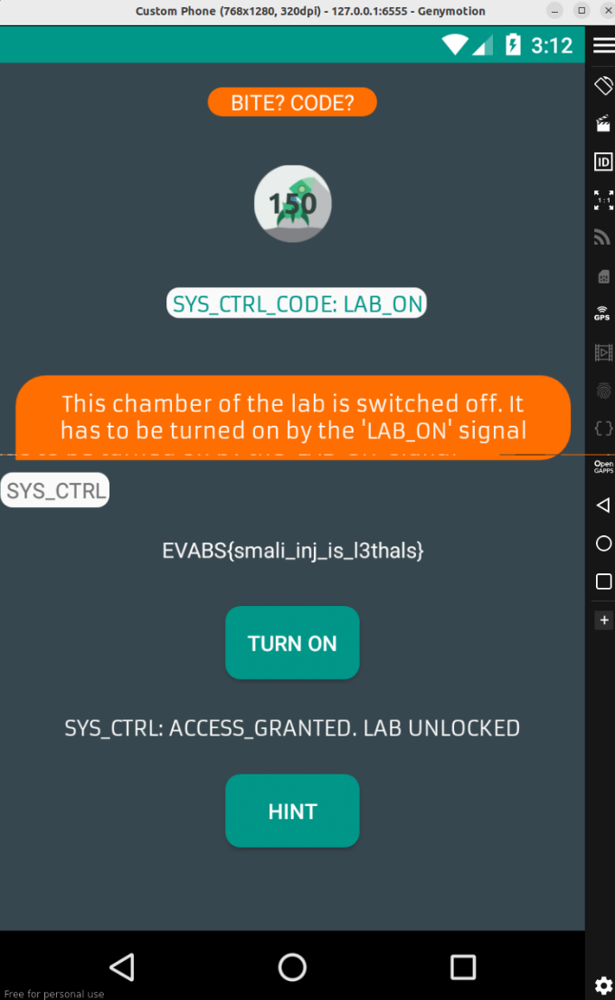 Custom Phone (768x1280, 320dpi) - 127.0.0.1:6555 - Genymotion
3:12
BITE? CODE?
150
ID
1:1
SYS_CTRL_CODE: LAB_ON
GPS
This chamber of the lab is switched off. It
has to be turned on by the 'LAB_ON' signal
Open
GAPPS
SYS_CTRL
EVABS{smali_inj_is_l3thals}
TURN ON
SYS_CTRL: ACCESS_GRANTED. LAB UNLOCKED
HINT
Free for personal use